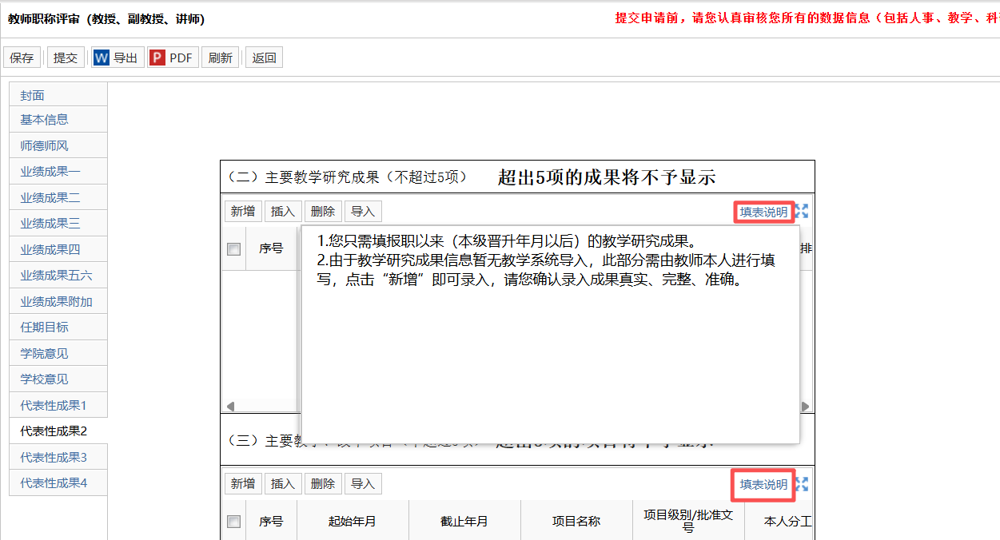 教师职称评审（教授、副教授、讲师）
提交申请前，请您认真审核您所有的数据信息（包括人事、教学、科
保存 提交 W 导出 P PDF 刷新 返回
封面
基本信息
师德师风
业绩成果一
业绩成果二
业绩成果三
业绩成果四
业绩成果五六
业绩成果附加
任期目标
学院意见
学校意见
代表性成果1
代表性成果2
代表性成果3
代表性成果4
（二）主要教学研究成果（不超过5项） 超出5项的成果将不予显示
新增 插入 删除 导入 填表说明
序号 排
1.您只需填报职以来（本级晋升年月以后）的教学研究成果。
2.由于教学研究成果信息暂无教学系统导入，此部分需由教师本人进行填
写，点击“新增”即可录入，请您确认录入成果真实、完整、准确。
（三）主要教
新增 插入 删除 导入 填表说明
序号 起始年月 截止年月 项目名称 项目级别/批准文号 本人分工